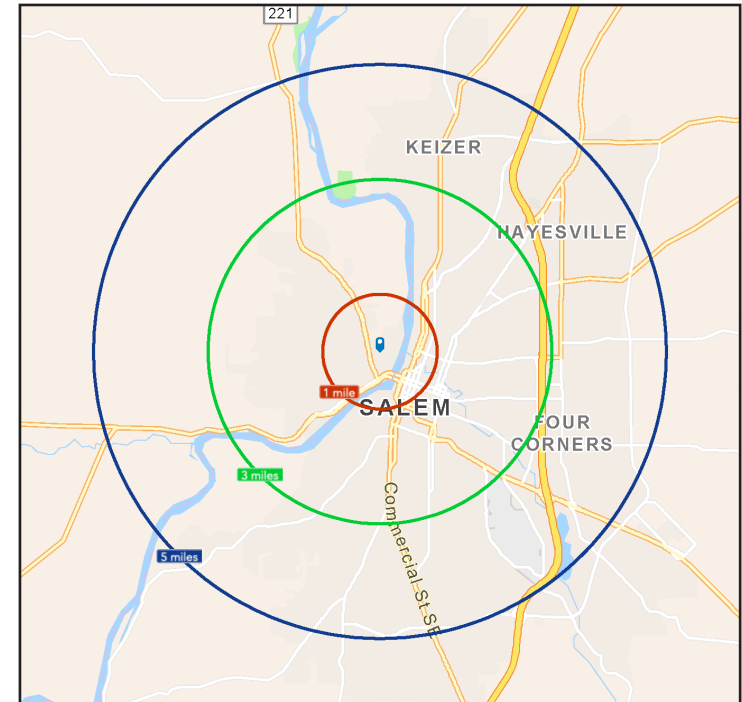 221
KEIZER
HAYESVILLE
1 mile
SALEM
FOUR
CORNERS
3 miles
Commercial St SE
5 miles